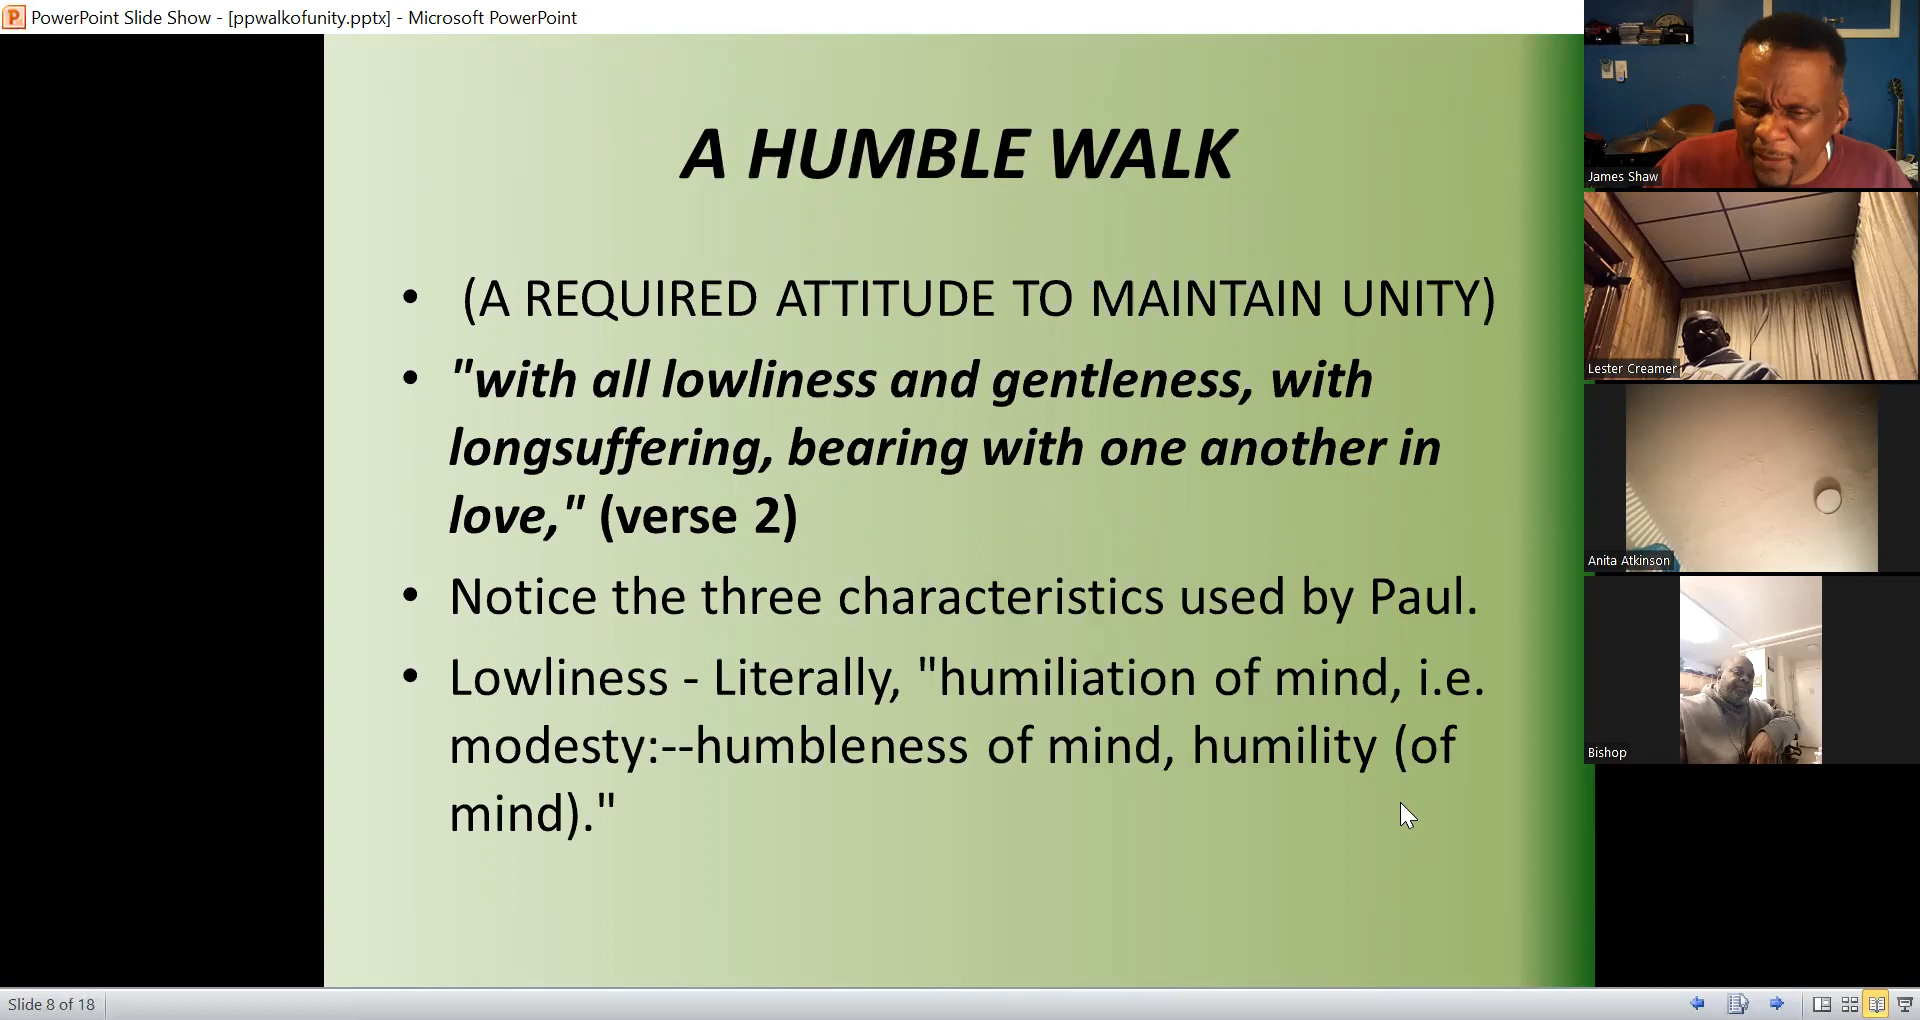 PowerPoint Slide Show - [ppwalkofunity.pptx] - Microsoft PowerPoint
A HUMBLE WALK
• (A REQUIRED ATTITUDE TO MAINTAIN UNITY)
• "with all lowliness and gentleness, with
longsuffering, bearing with one another in
love," (verse 2)
• Notice the three characteristics used by Paul.
• Lowliness - Literally, "humiliation of mind, i.e.
modesty:--humbleness of mind, humility (of
mind)."
James Shaw
Lester Creamer
Anita Atkinson
Bishop
Slide 8 of 18